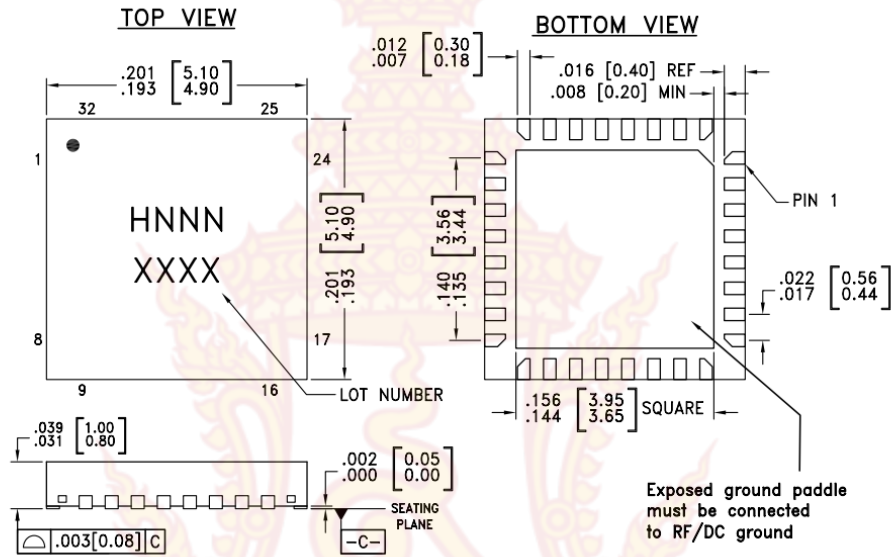 TOP VIEW
.201 [5.10]
.193 [4.90]
32
25
1
24
HNNN
XXXX
.201 [5.10]
.193 [4.90]
8
17
9
16
LOT NUMBER
BOTTOM VIEW
.012 [0.30]
.007 [0.18]
.016 [0.40] REF
.008 [0.20] MIN
PIN 1
.140 [3.56]
.135 [3.44]
.022 [0.56]
.017 [0.44]
.156 [3.95]
.144 [3.65]
SQUARE
Exposed ground paddle
must be connected
to RF/DC ground
.039 [1.00]
.031 [0.80]
.002 [0.05]
.000 [0.00]
SEATING
PLANE
.003[0.08] C
-C-